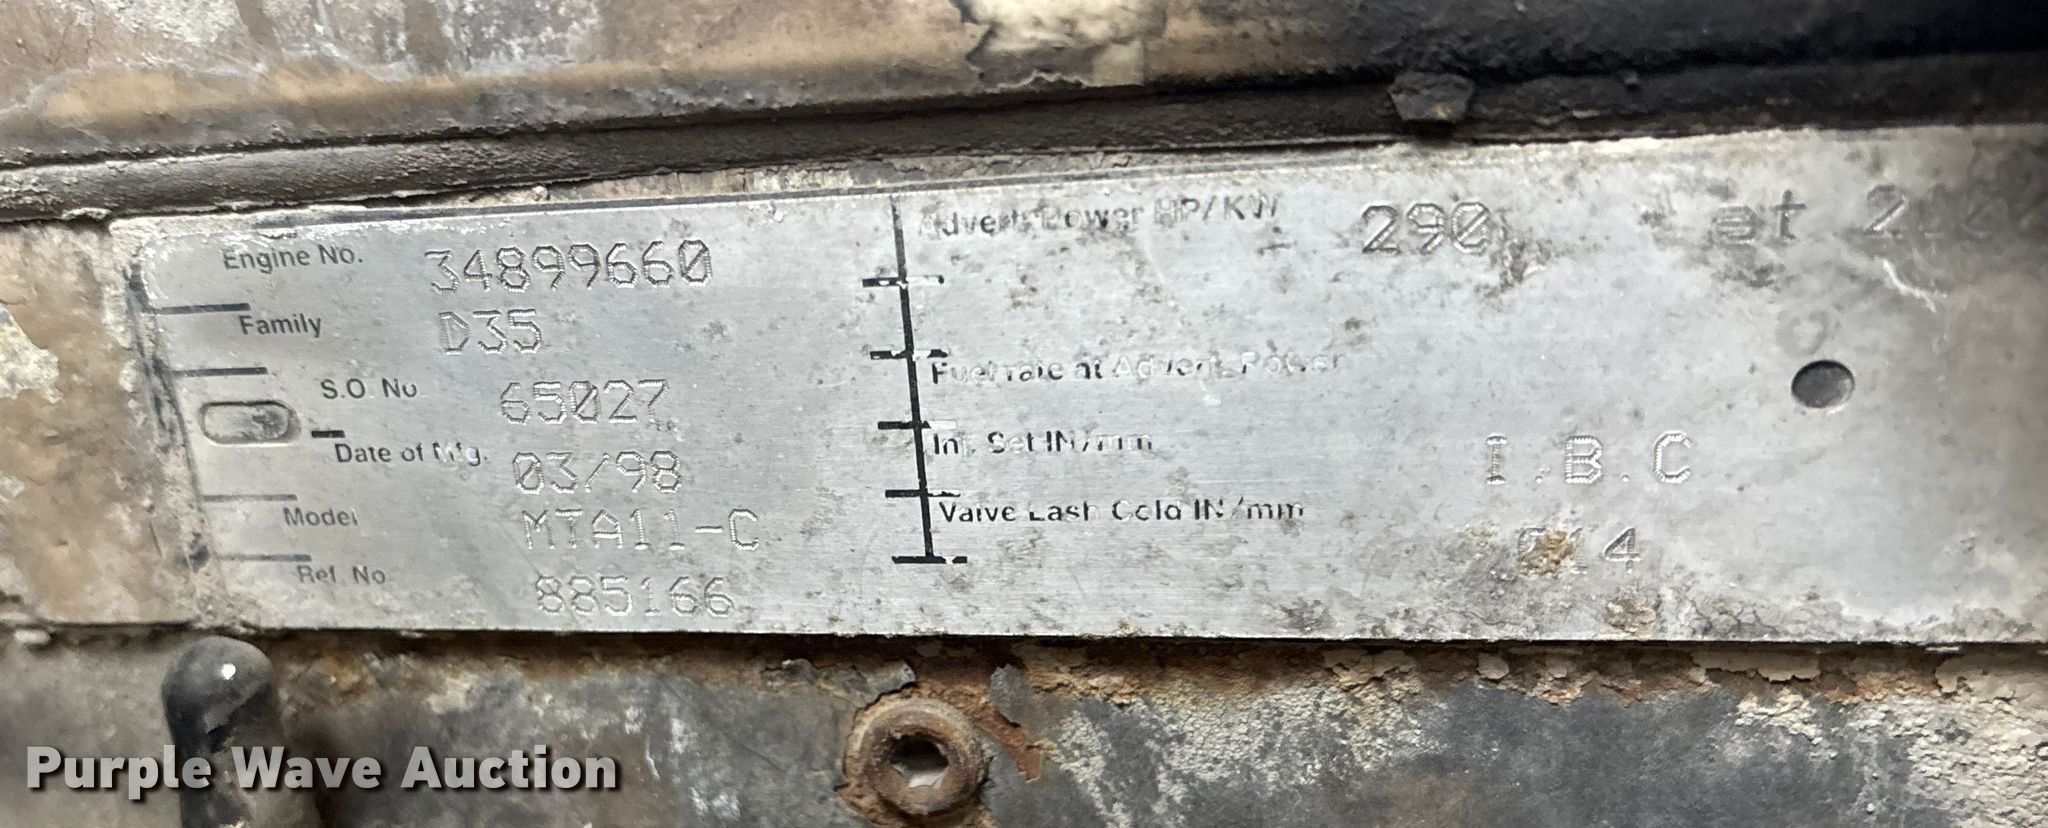 Engine No. 34899660
Family D35
S.O. No 65027
Date of Mfg. 03/98
Model MTA11-C
Ref. No. 885166
Advert. Power HP/KW 290 at
Fuel rate at Advert. Power
Inj. Set IN/mm I.B.C
Valve Lash Cold IN/mm
Purple Wave Auction